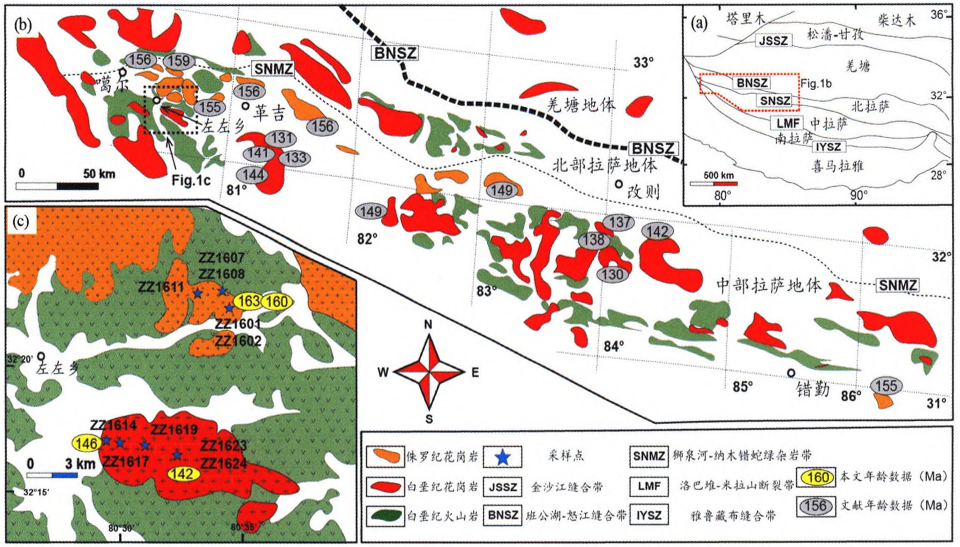 (b)
156
159
SNMZ
噶尔
155
156
革吉
左左乡
156
131
141
133
144
Fig.1c
0
50 km
81°
BNSZ
33°
羌塘地体
BNSZ
北部拉萨地体
改则
149
149
82°
137
138
142
130
32°
83°
中部拉萨地体
SNMZ
84°
85°
错勤
86°
155
31°
(a)
塔里木
柴达木
36°
JSSZ
松潘-甘孜
羌塘
32°
BNSZ
Fig.1b
SNSZ
北拉萨
LMF
中拉萨
南拉萨
IYSZ
28°
喜马拉雅
500 km
80°
90°
(c)
ZZ1607
ZZ1608
ZZ1611
163
160
ZZ1601
ZZ1602
32°20'
左左乡
ZZ1614
ZZ1619
146
ZZ1623
ZZ1617
ZZ1624
142
0
3 km
32°15'
80°30'
80°35'
N
W
E
S
侏罗纪花岗岩
采样点
SNMZ
狮泉河-纳木错蛇绿杂岩带
白垩纪花岗岩
JSSZ
金沙江缝合带
LMF
洛巴堆-米拉山断裂带
160
本文年龄数据 (Ma)
白垩纪火山岩
BNSZ
班公湖-怒江缝合带
IYSZ
雅鲁藏布缝合带
156
文献年龄数据 (Ma)